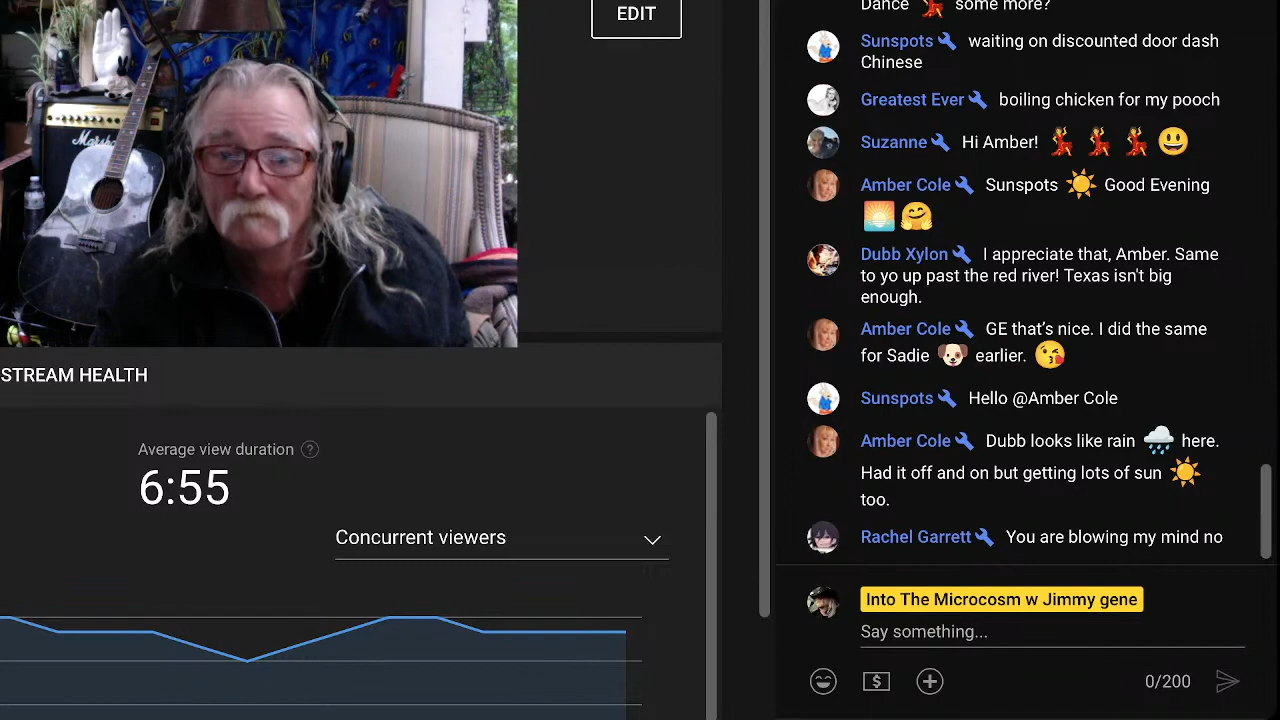 EDIT
Marshall
STREAM HEALTH
Average view duration ?
6:55
Concurrent viewers
Dance 💃 some more?
Sunspots waiting on discounted door dash
Chinese
Greatest Ever boiling chicken for my pooch
Suzanne Hi Amber! 💃 💃 💃 😃
Amber Cole Sunspots ☀️ Good Evening
🌅 🤗
Dubb Xylon I appreciate that, Amber. Same
to yo up past the red river! Texas isn't big
enough.
Amber Cole GE that’s nice. I did the same
for Sadie 🐶 earlier. 😘
Sunspots Hello @Amber Cole
Amber Cole Dubb looks like rain 🌧️ here.
Had it off and on but getting lots of sun ☀️
too.
Rachel Garrett You are blowing my mind no
Into The Microcosm w Jimmy gene
Say something...
$
0/200